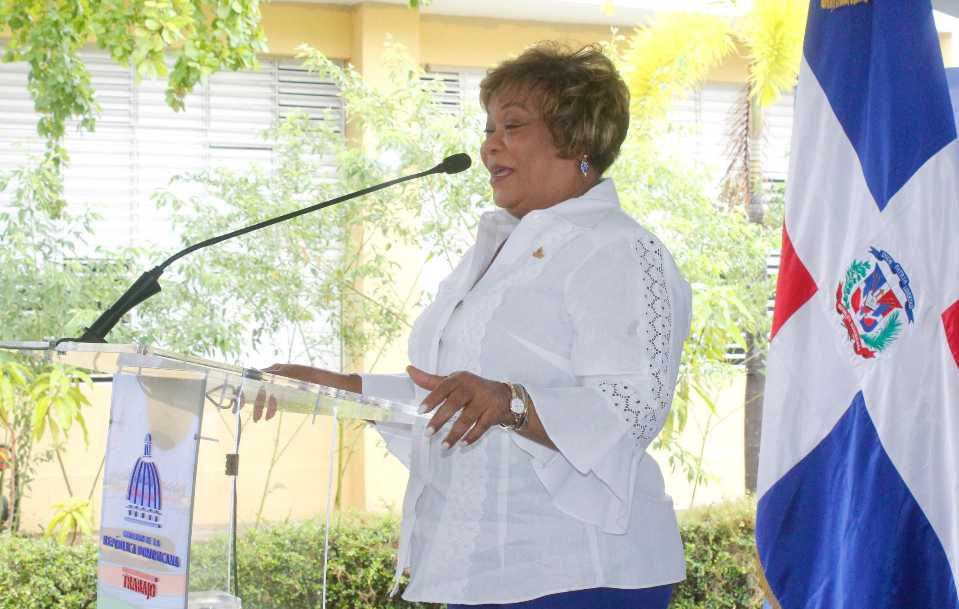 GOBIERNO DE LA
REPÚBLICA DOMINICANA
TRABAJO